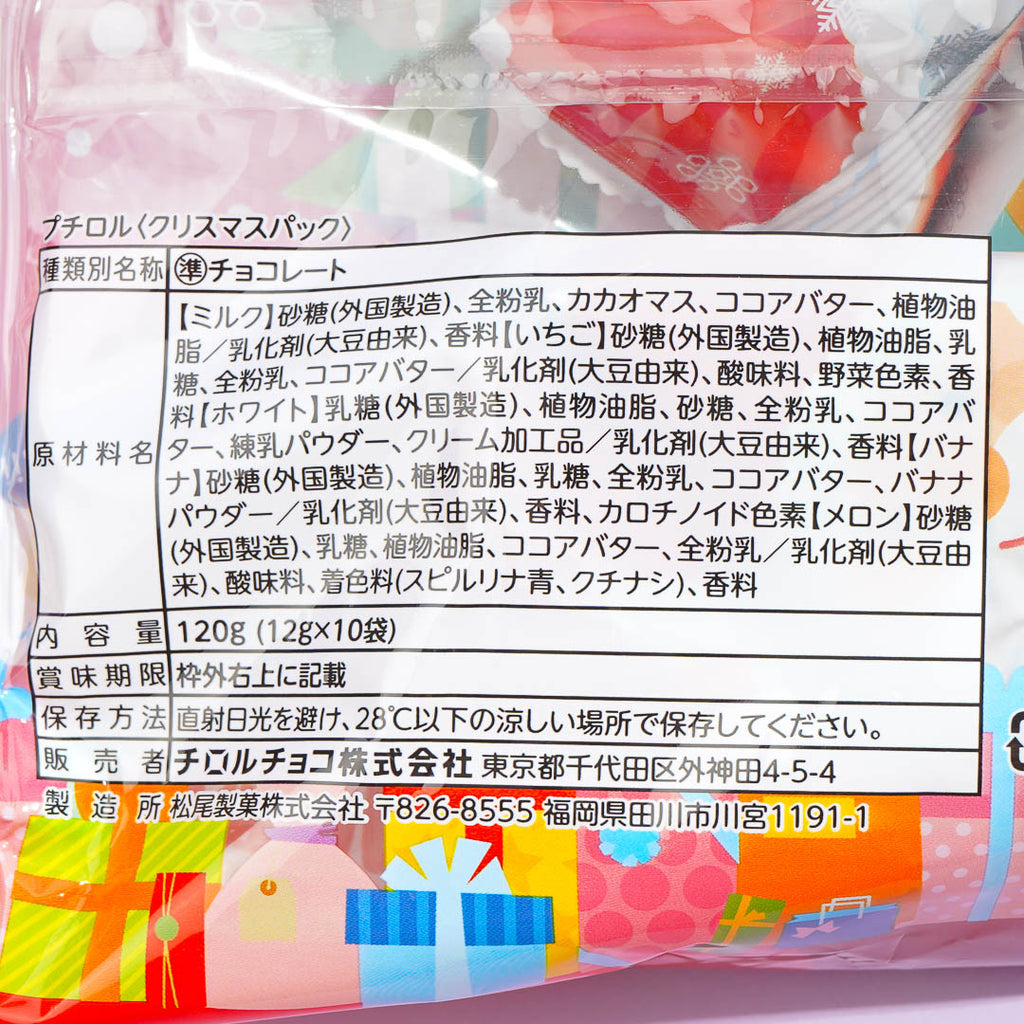 プチロル〈クリスマスパック〉
種類別名称 ㊜チョコレート
原材料名
【ミルク】砂糖(外国製造)、全粉乳、カカオマス、ココアバター、植物油
脂／乳化剤(大豆由来)、香料【いちご】砂糖(外国製造)、植物油脂、乳
糖、全粉乳、ココアバター／乳化剤(大豆由来)、酸味料、野菜色素、香
料【ホワイト】乳糖(外国製造)、植物油脂、砂糖、全粉乳、ココアバ
ター、練乳パウダー、クリーム加工品／乳化剤(大豆由来)、香料【バナ
ナ】砂糖(外国製造)、植物油脂、乳糖、全粉乳、ココアバター、バナナ
パウダー／乳化剤(大豆由来)、香料、カロチノイド色素【メロン】砂糖
(外国製造)、乳糖、植物油脂、ココアバター、全粉乳／乳化剤(大豆由
来)、酸味料、着色料(スピルリナ青、クチナシ)、香料
内容量 120g (12g×10袋)
賞味期限 枠外右上に記載
保存方法 直射日光を避け、28℃以下の涼しい場所で保存してください。
販売者 チロルチョコ株式会社 東京都千代田区外神田4-5-4
製造所 松尾製菓株式会社 〒826-8555 福岡県田川市川宮1191-1